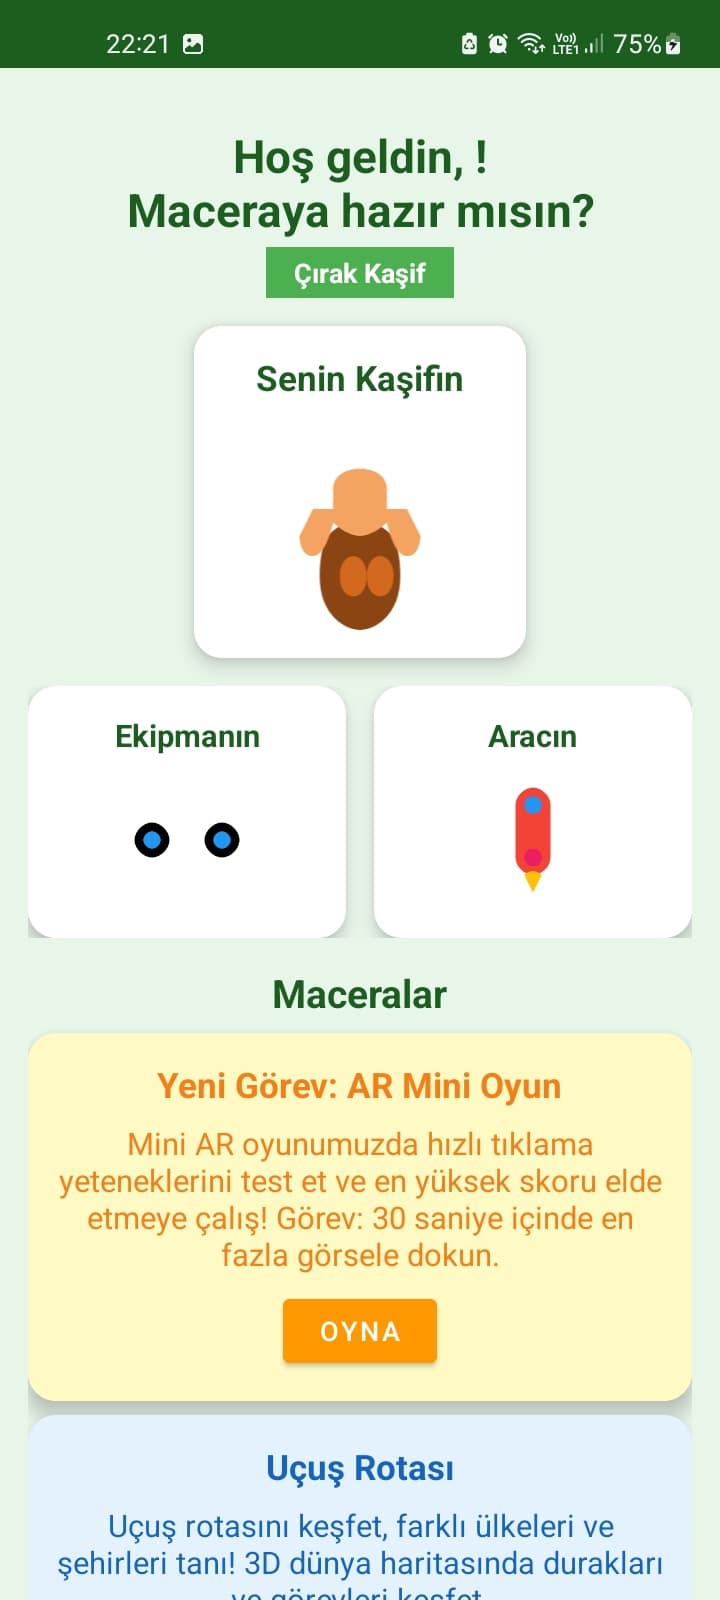 22:21
Vo))
LTE1
75%
Hoş geldin, !
Maceraya hazır mısın?
Çırak Kaşif
Senin Kaşifin
Ekipmanın
Aracın
Maceralar
Yeni Görev: AR Mini Oyun
Mini AR oyunumuzda hızlı tıklama
yeteneklerini test et ve en yüksek skoru elde
etmeye çalış! Görev: 30 saniye içinde en
fazla görsele dokun.
OYNA
Uçuş Rotası
Uçuş rotasını keşfet, farklı ülkeleri ve
şehirleri tanı! 3D dünya haritasında durakları
ve görevleri keşfet